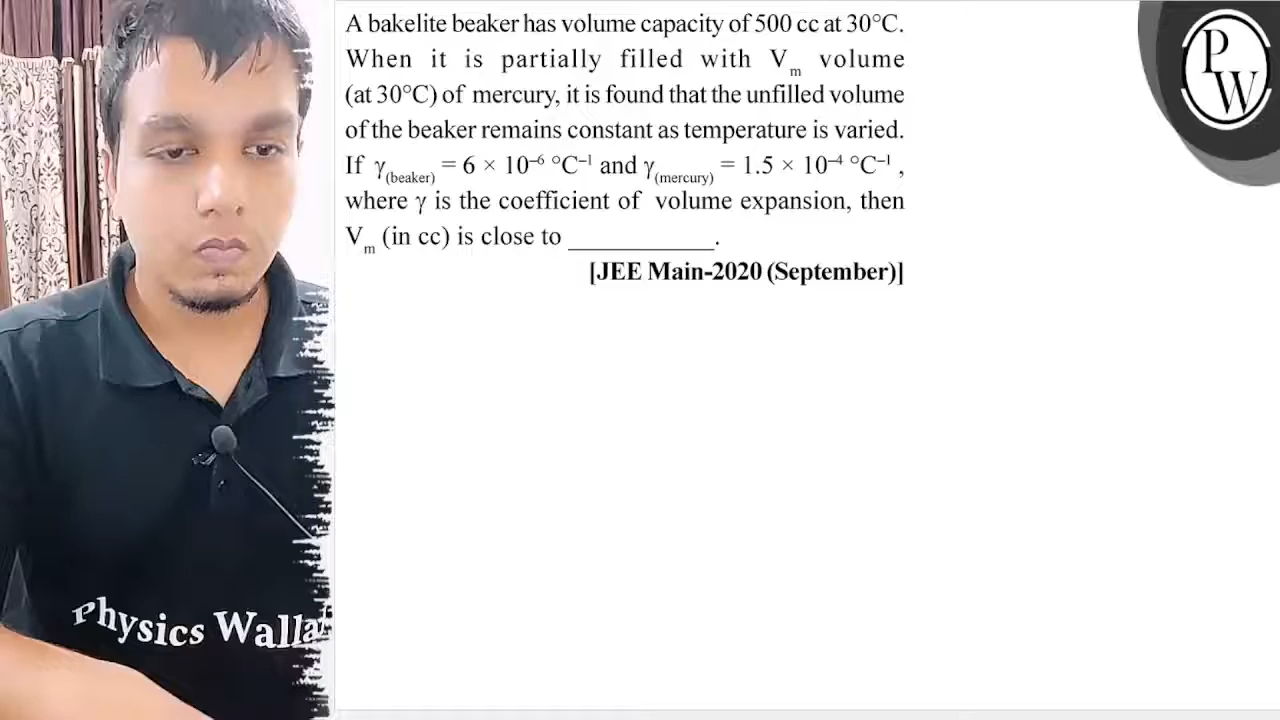 A bakelite beaker has volume capacity of 500 cc at 30°C.
When it is partially filled with Vₘ volume
(at 30°C) of mercury, it is found that the unfilled volume
of the beaker remains constant as temperature is varied.
If γ₍beaker₎ = 6 × 10⁻⁶ °C⁻¹ and γ₍mercury₎ = 1.5 × 10⁻⁴ °C⁻¹ ,
where γ is the coefficient of volume expansion, then
Vₘ (in cc) is close to ____________.
[JEE Main-2020 (September)]
P
W
Physics Walla